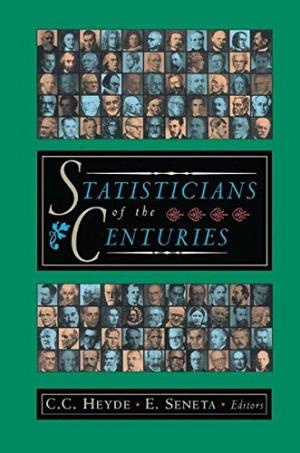 STATISTICIANS
of the
CENTURIES
C.C. HEYDE • E. SENETA • Editors